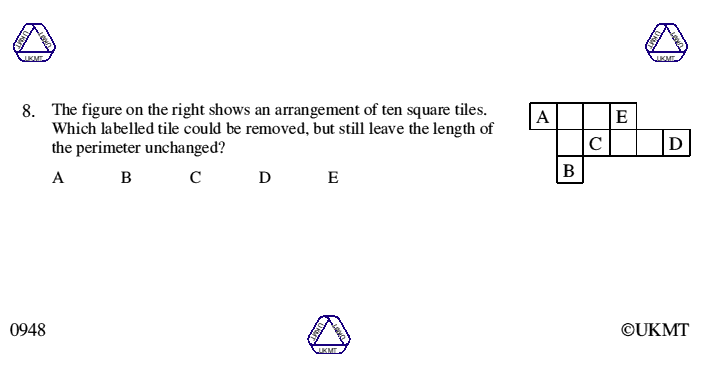 UKMT UKMT UKMT
UKMT UKMT UKMT
8. The figure on the right shows an arrangement of ten square tiles.
Which labelled tile could be removed, but still leave the length of
the perimeter unchanged?
A B C D E
A E
C D
B
0948
UKMT UKMT UKMT
©UKMT